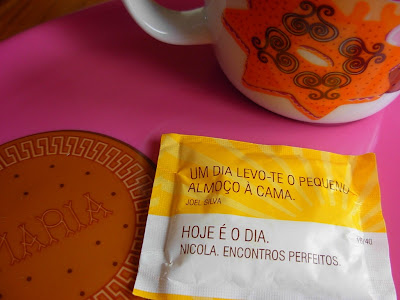 UM DIA LEVO-TE O PEQUENO
ALMOÇO À CAMA.
JOEL SILVA
HOJE É O DIA.
NICOLA. ENCONTROS PERFEITOS.
MARIA